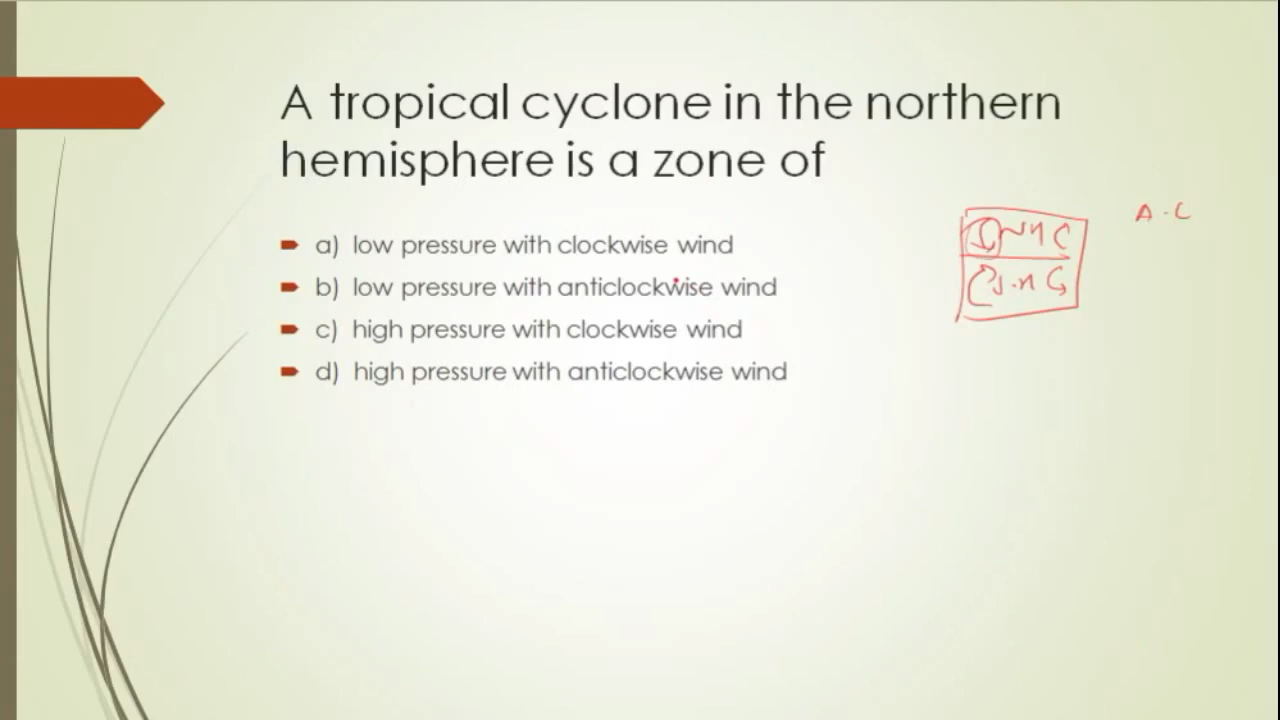 A tropical cyclone in the northern
hemisphere is a zone of
a) low pressure with clockwise wind
b) low pressure with anticlockwise wind
c) high pressure with clockwise wind
d) high pressure with anticlockwise wind
A-C